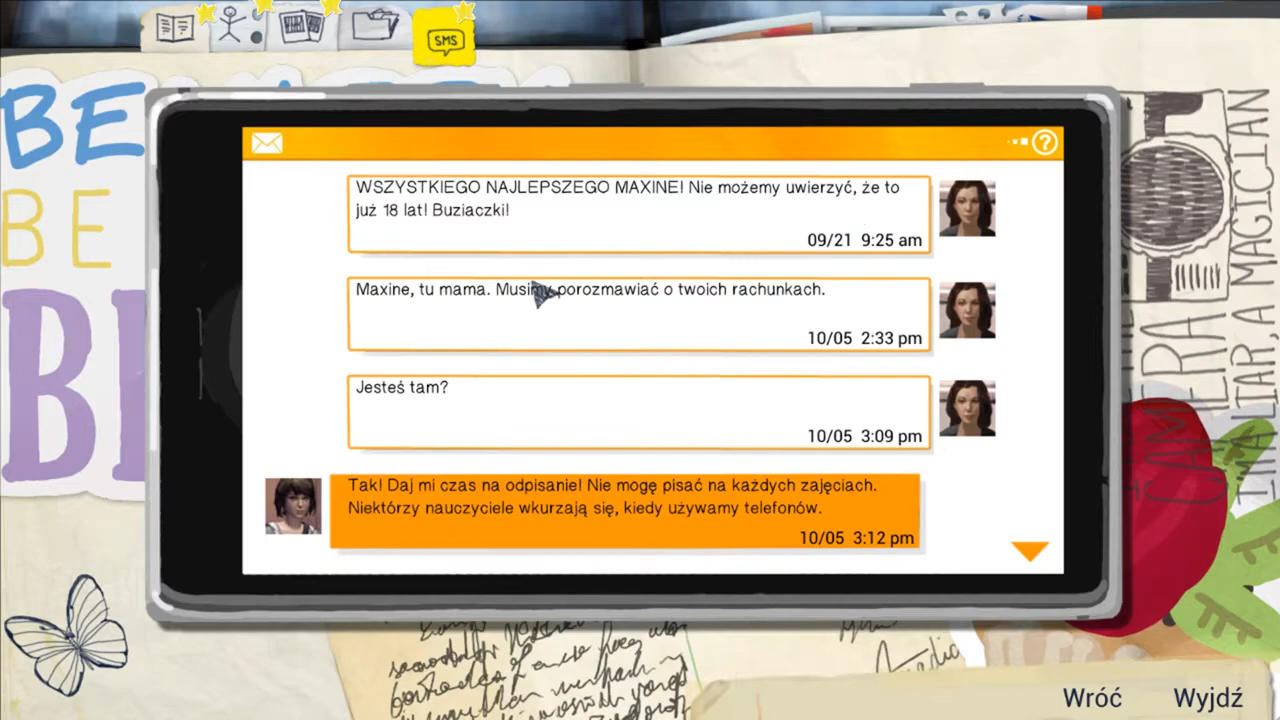 SMS
WSZYSTKIEGO NAJLEPSZEGO MAXINE! Nie możemy uwierzyć, że to
już 18 lat! Buziaczki!
09/21 9:25 am
Maxine, tu mama. Musimy porozmawiać o twoich rachunkach.
10/05 2:33 pm
Jesteś tam?
10/05 3:09 pm
Tak! Daj mi czas na odpisanie! Nie mogę pisać na każdych zajęciach.
Niektórzy nauczyciele wkurzają się, kiedy używamy telefonów.
10/05 3:12 pm
BE
BE
CAMERA
LIAR, A MAGICIAN
Wróć
Wyjdź